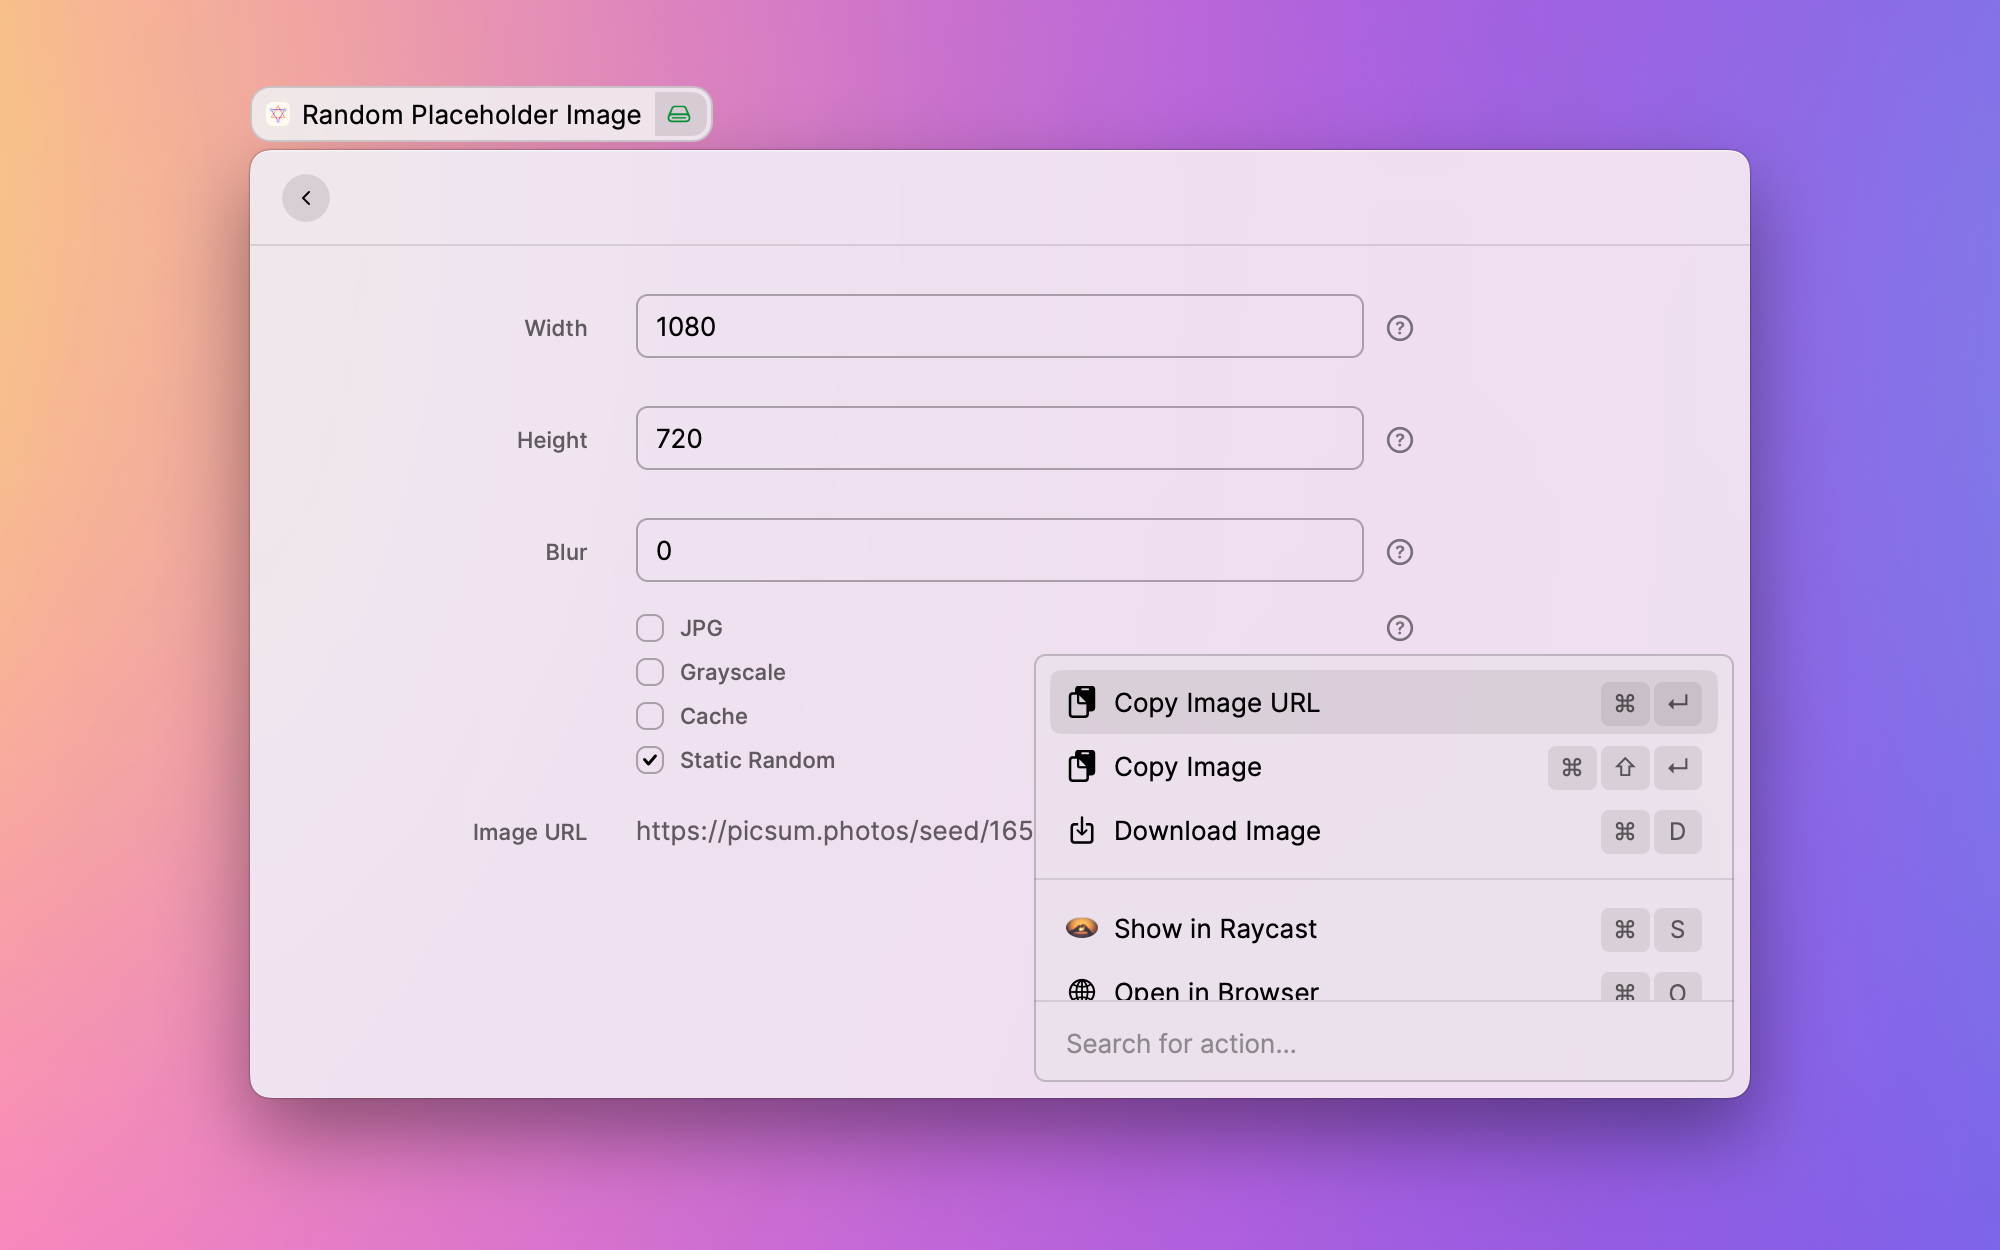 Random Placeholder Image
Width
1080
Height
720
Blur
0
JPG
Grayscale
Cache
Static Random
Image URL
https://picsum.photos/seed/165
Copy Image URL
⌘ ↵
Copy Image
⌘ ⇧ ↵
Download Image
⌘ D
Show in Raycast
⌘ S
Open in Browser
⌘ O
Search for action...